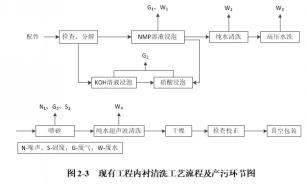 G₁、W₁
W₂
W₃
配件
检查、分解
NMP溶液浸泡
纯水清洗
高压水洗
G₂
KOH溶液浸泡
硝酸浸泡
N₁、G₃、S₂
W₄
喷砂
纯水超声波清洗
干燥
检查校正
真空包装
N-噪声、S-固废、G-废气、W-废水
图 2-3 现有工程内衬清洗工艺流程及产污环节图